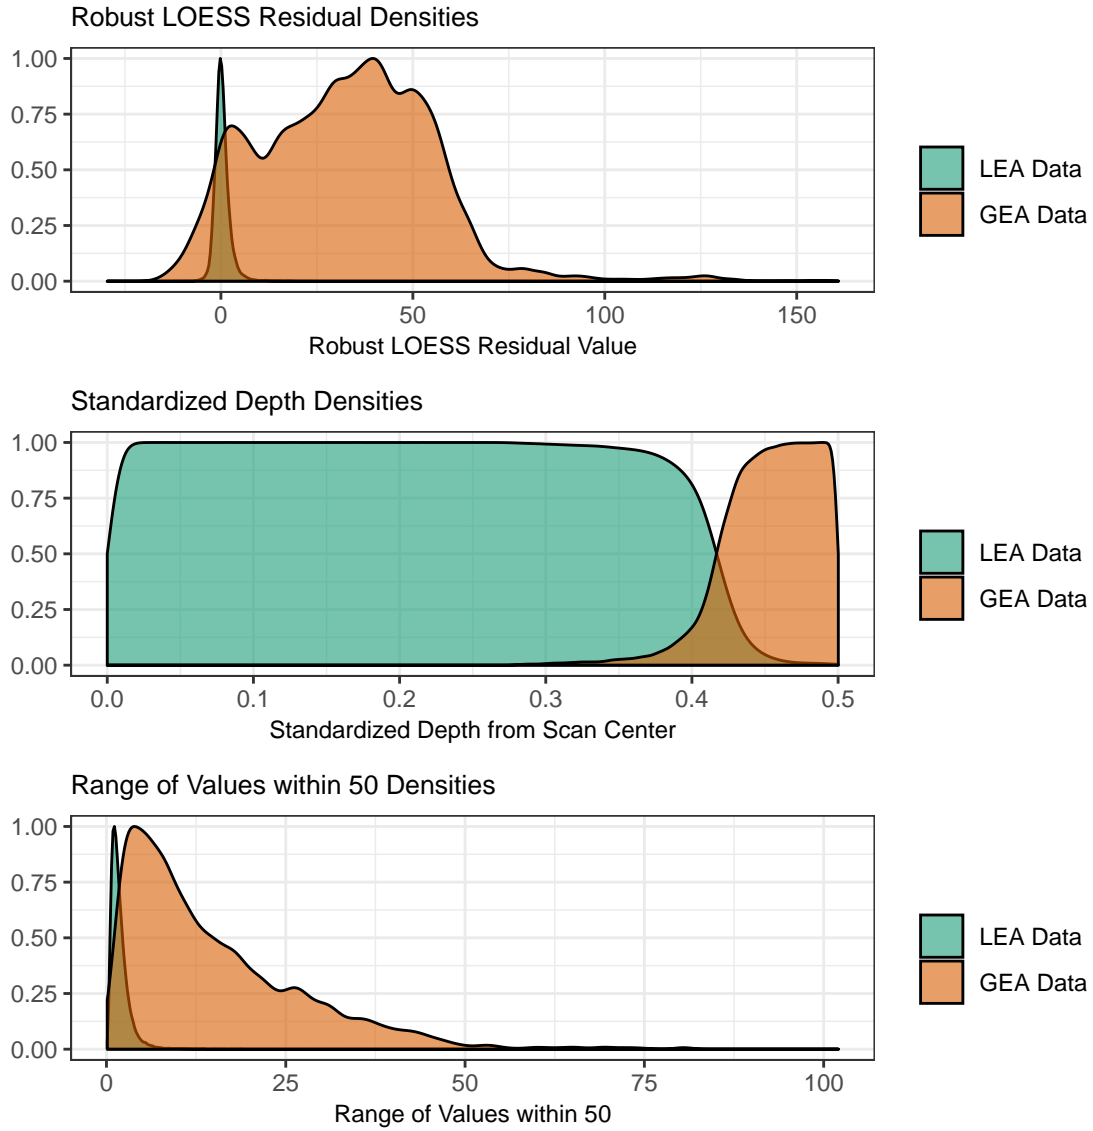 Robust LOESS Residual Densities
1.00
0.75
0.50
0.25
0.00
0 50 100 150
Robust LOESS Residual Value
LEA Data
GEA Data
Standardized Depth Densities
1.00
0.75
0.50
0.25
0.00
0.0 0.1 0.2 0.3 0.4 0.5
Standardized Depth from Scan Center
LEA Data
GEA Data
Range of Values within 50 Densities
1.00
0.75
0.50
0.25
0.00
0 25 50 75 100
Range of Values within 50
LEA Data
GEA Data